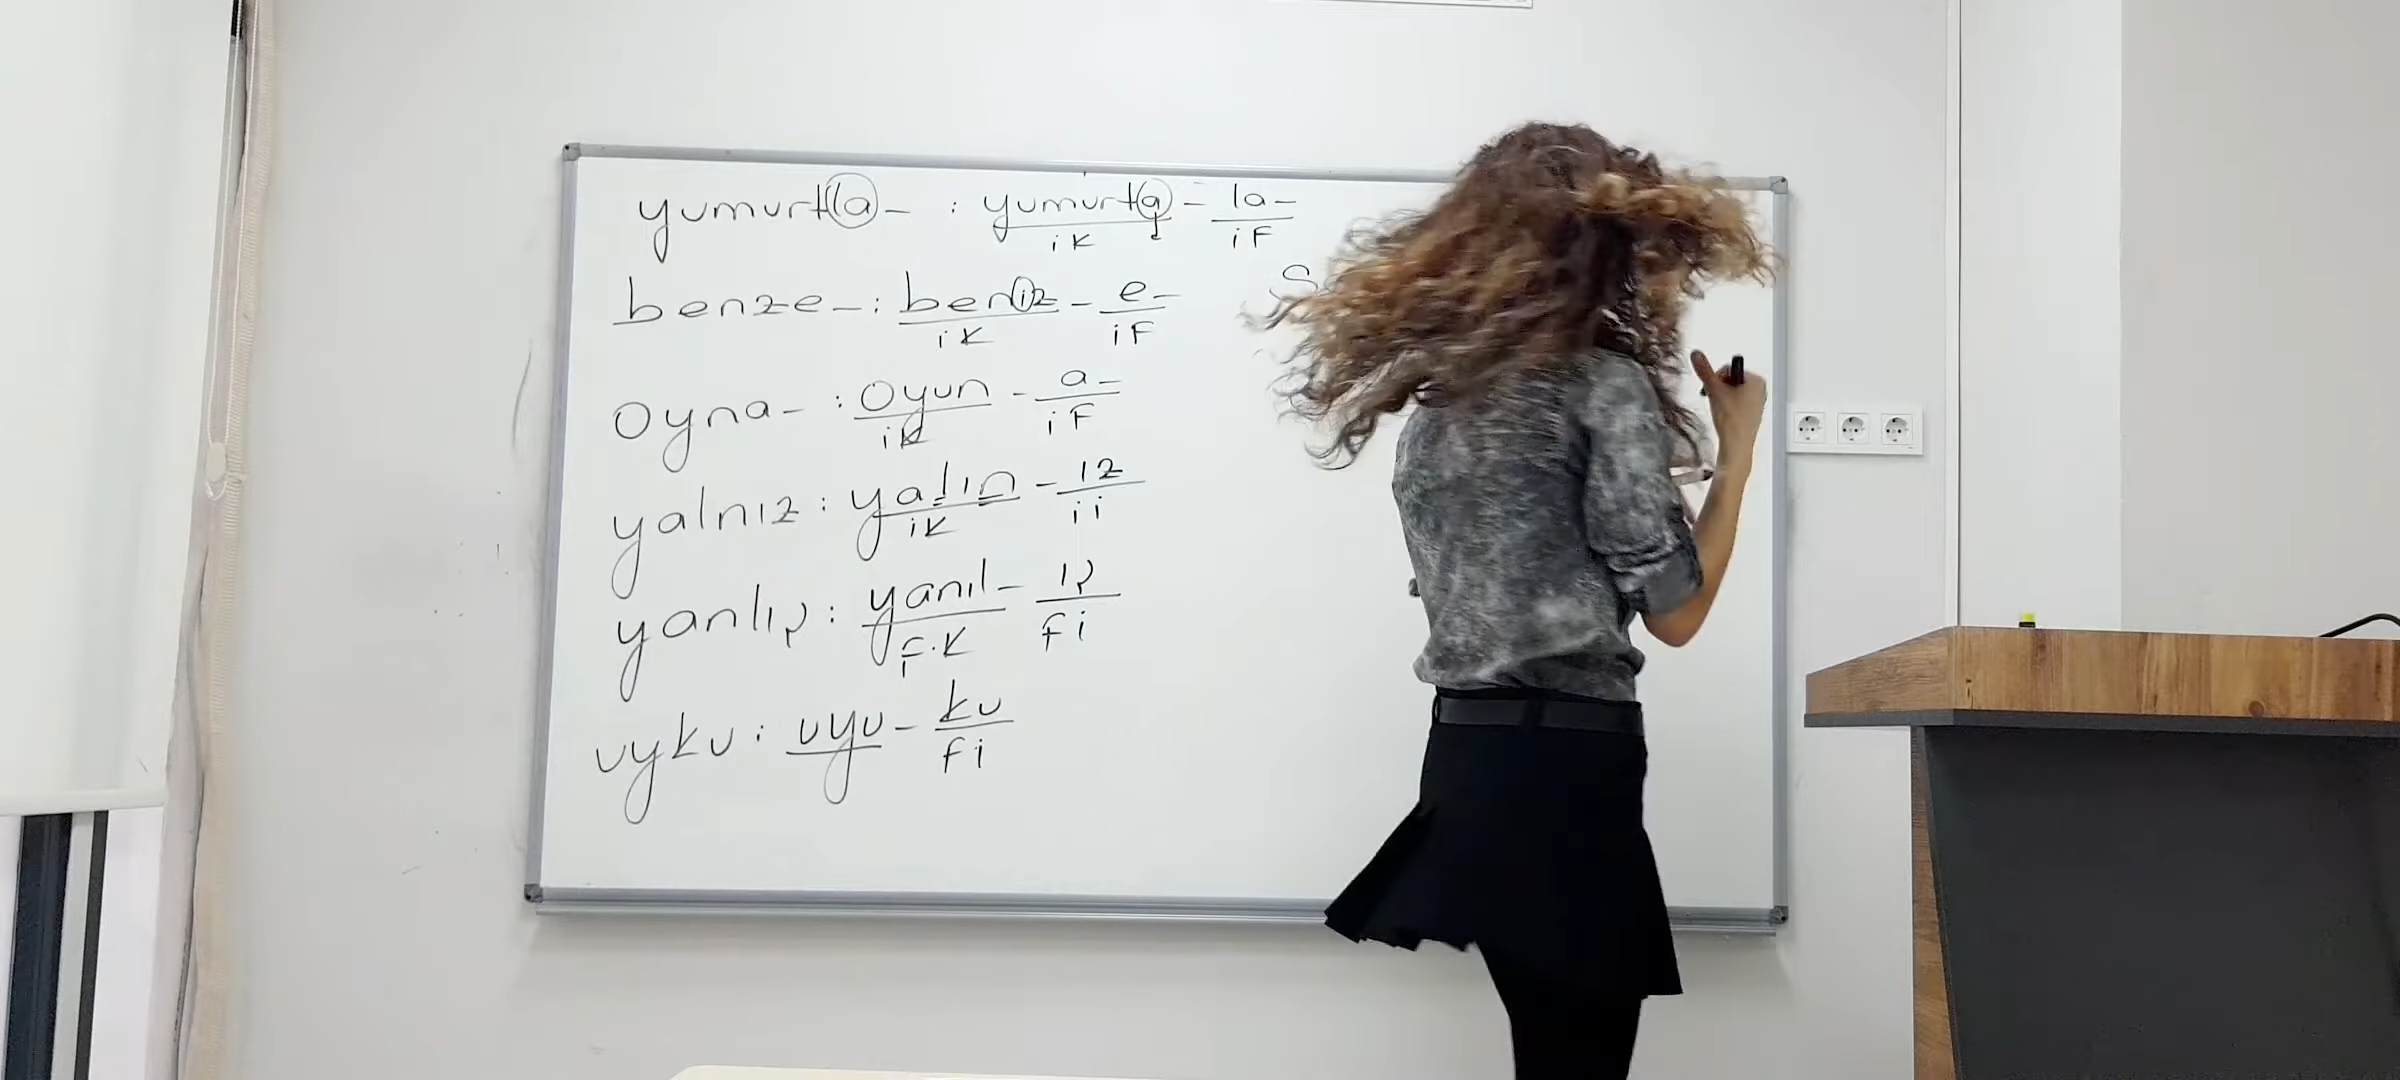 yumurtla- : yumurta - la-
iK iF
benze- : beniz - e-
iK iF
S
oyna- : oyun - a-
iK iF
yalnız : yalın - ız
iK ii
yanlış : yanıl- ış
F.K Fi
uyku : uyu- ku
Fi